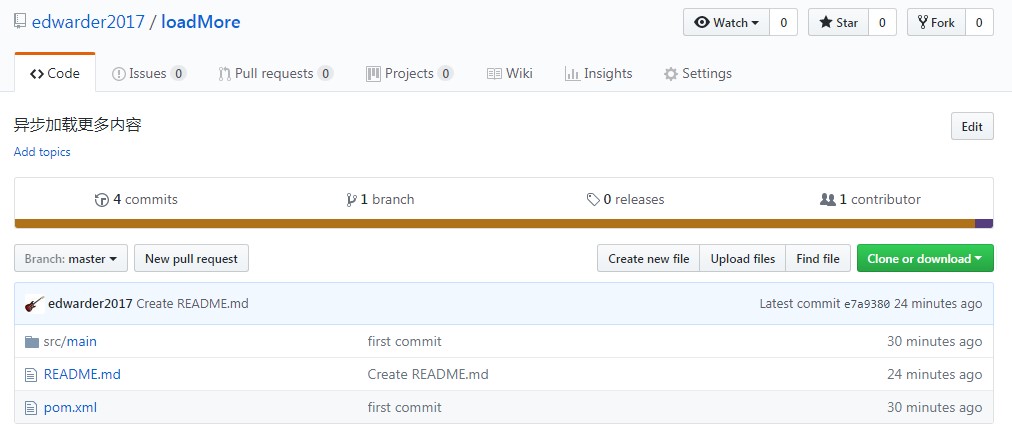 edwarder2017 / loadMore
Watch 0 Star 0 Fork 0
Code Issues 0 Pull requests 0 Projects 0 Wiki Insights Settings
异步加载更多内容
Edit
Add topics
4 commits 1 branch 0 releases 1 contributor
Branch: master New pull request Create new file Upload files Find file Clone or download
edwarder2017 Create README.md Latest commit e7a9380 24 minutes ago
src/main first commit 30 minutes ago
README.md Create README.md 24 minutes ago
pom.xml first commit 30 minutes ago